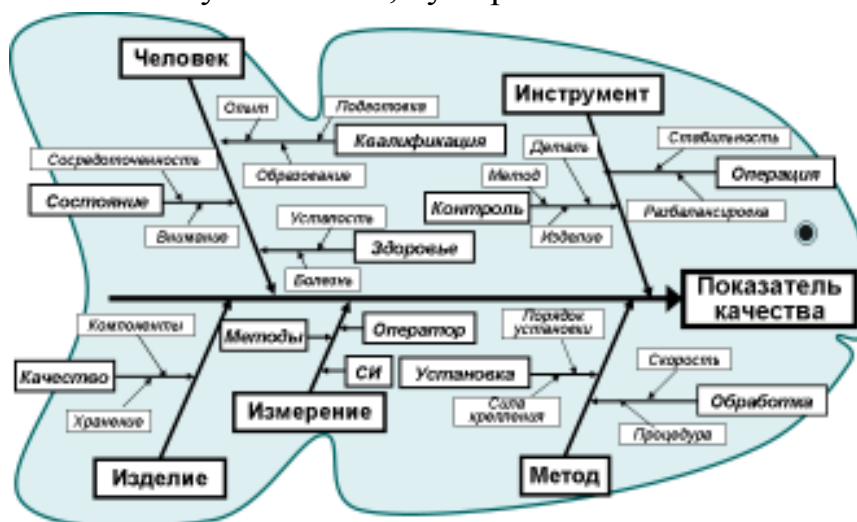 Человек
Инструмент
Опыт
Подготовка
Квалификация
Образование
Сосредоточенность
Состояние
Внимание
Усталость
Здоровье
Болезнь
Деталь
Метод
Контроль
Изделие
Стабильность
Операция
Разбалансировка
Показатель
качества
Компоненты
Качество
Хранение
Изделие
Методы
Оператор
СИ
Измерение
Порядок
установки
Установка
Сила
крепления
Скорость
Обработка
Процедура
Метод